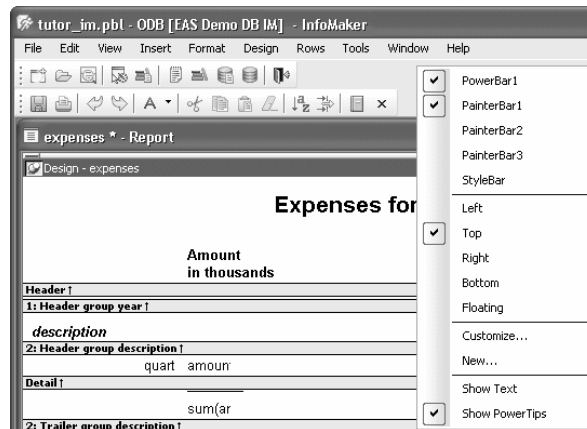 tutor_im.pbl - ODB [EAS Demo DB IM] - InfoMaker
File Edit View Insert Format Design Rows Tools Window Help
A
expenses * - Report
Design - expenses
Expenses for
Amount
in thousands
Header ↑
1: Header group year ↑
description
2: Header group description ↑
quart amoun
Detail ↑
sum(ar
2: Trailer group description ↑
PowerBar1
PainterBar1
PainterBar2
PainterBar3
StyleBar
Left
Top
Right
Bottom
Floating
Customize...
New...
Show Text
Show PowerTips